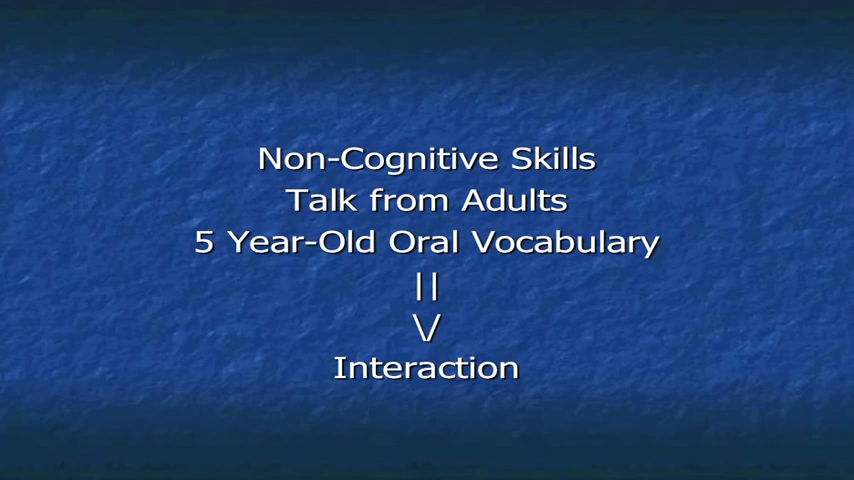 Non-Cognitive Skills
Talk from Adults
5 Year-Old Oral Vocabulary
||
\/
Interaction